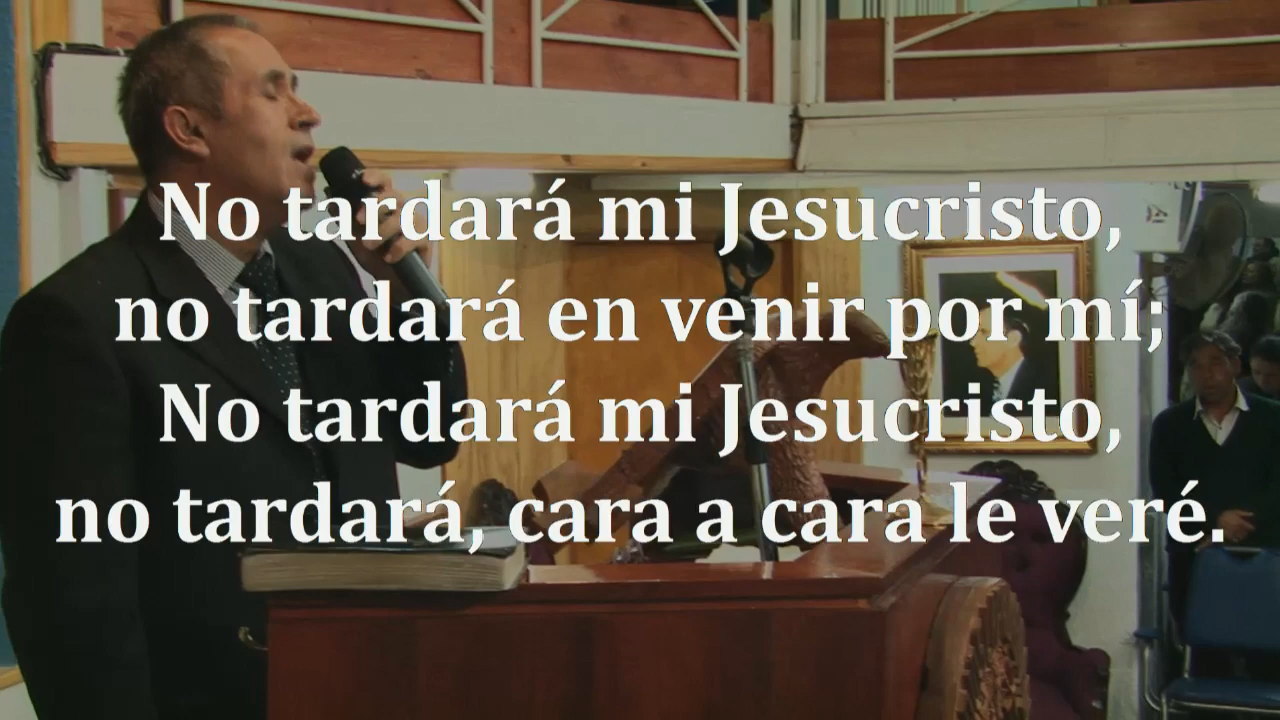 No tardará mi Jesucristo,
no tardará en venir por mí;
No tardará mi Jesucristo,
no tardará, cara a cara le veré.